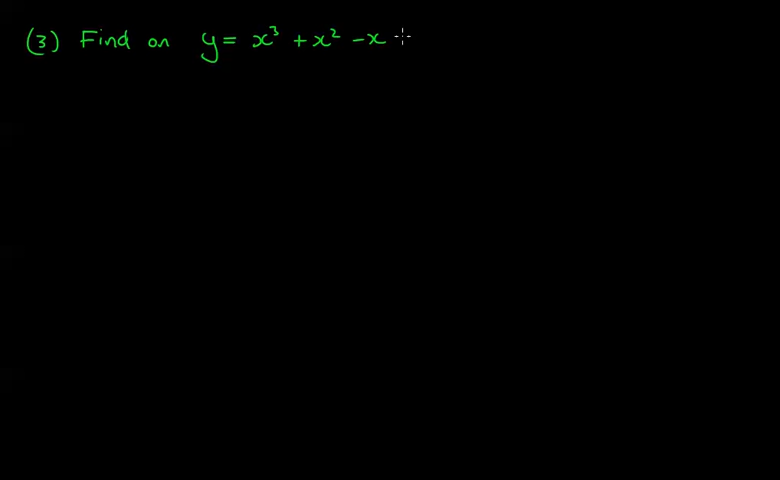 (3) Find on y = x³ + x² - x